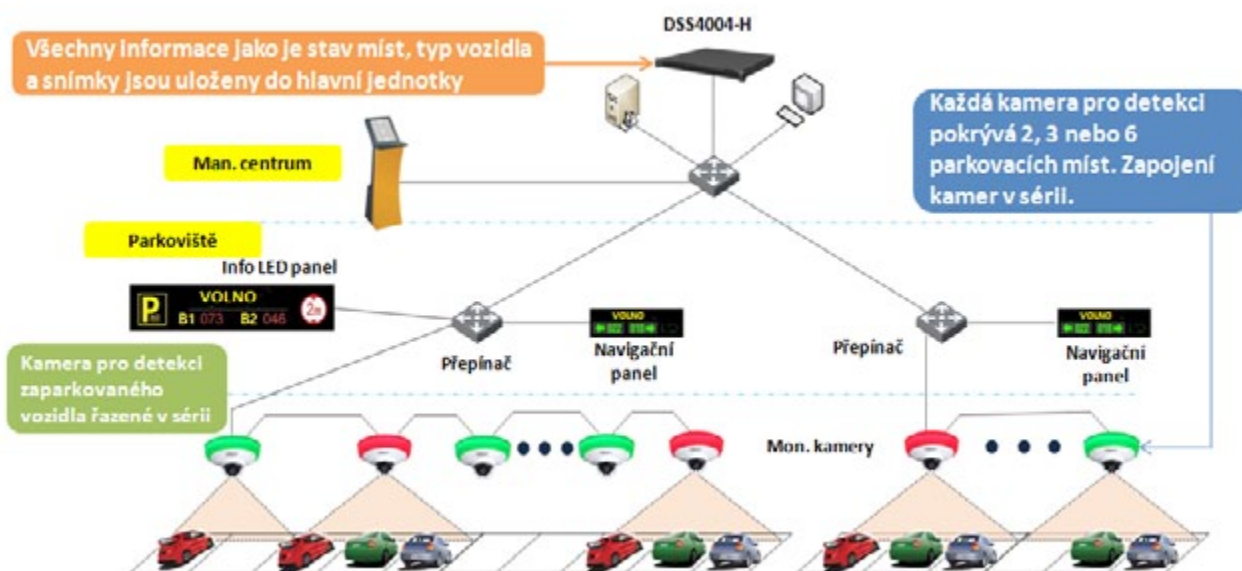 DSS4004-H
Všechny informace jako je stav míst, typ vozidla
a snímky jsou uloženy do hlavní jednotky
Každá kamera pro detekci
pokrývá 2, 3 nebo 6
parkovacích míst. Zapojení
kamer v sérii.
Man. centrum
Parkoviště
Info LED panel
P
VOLNO
B1 073 B2 046
2m
Přepínač
VOLNO
Navigační
panel
Přepínač
VOLNO
Navigační
panel
Kamera pro detekci
zaparkovaného
vozidla řazené v sérii
Mon. kamery